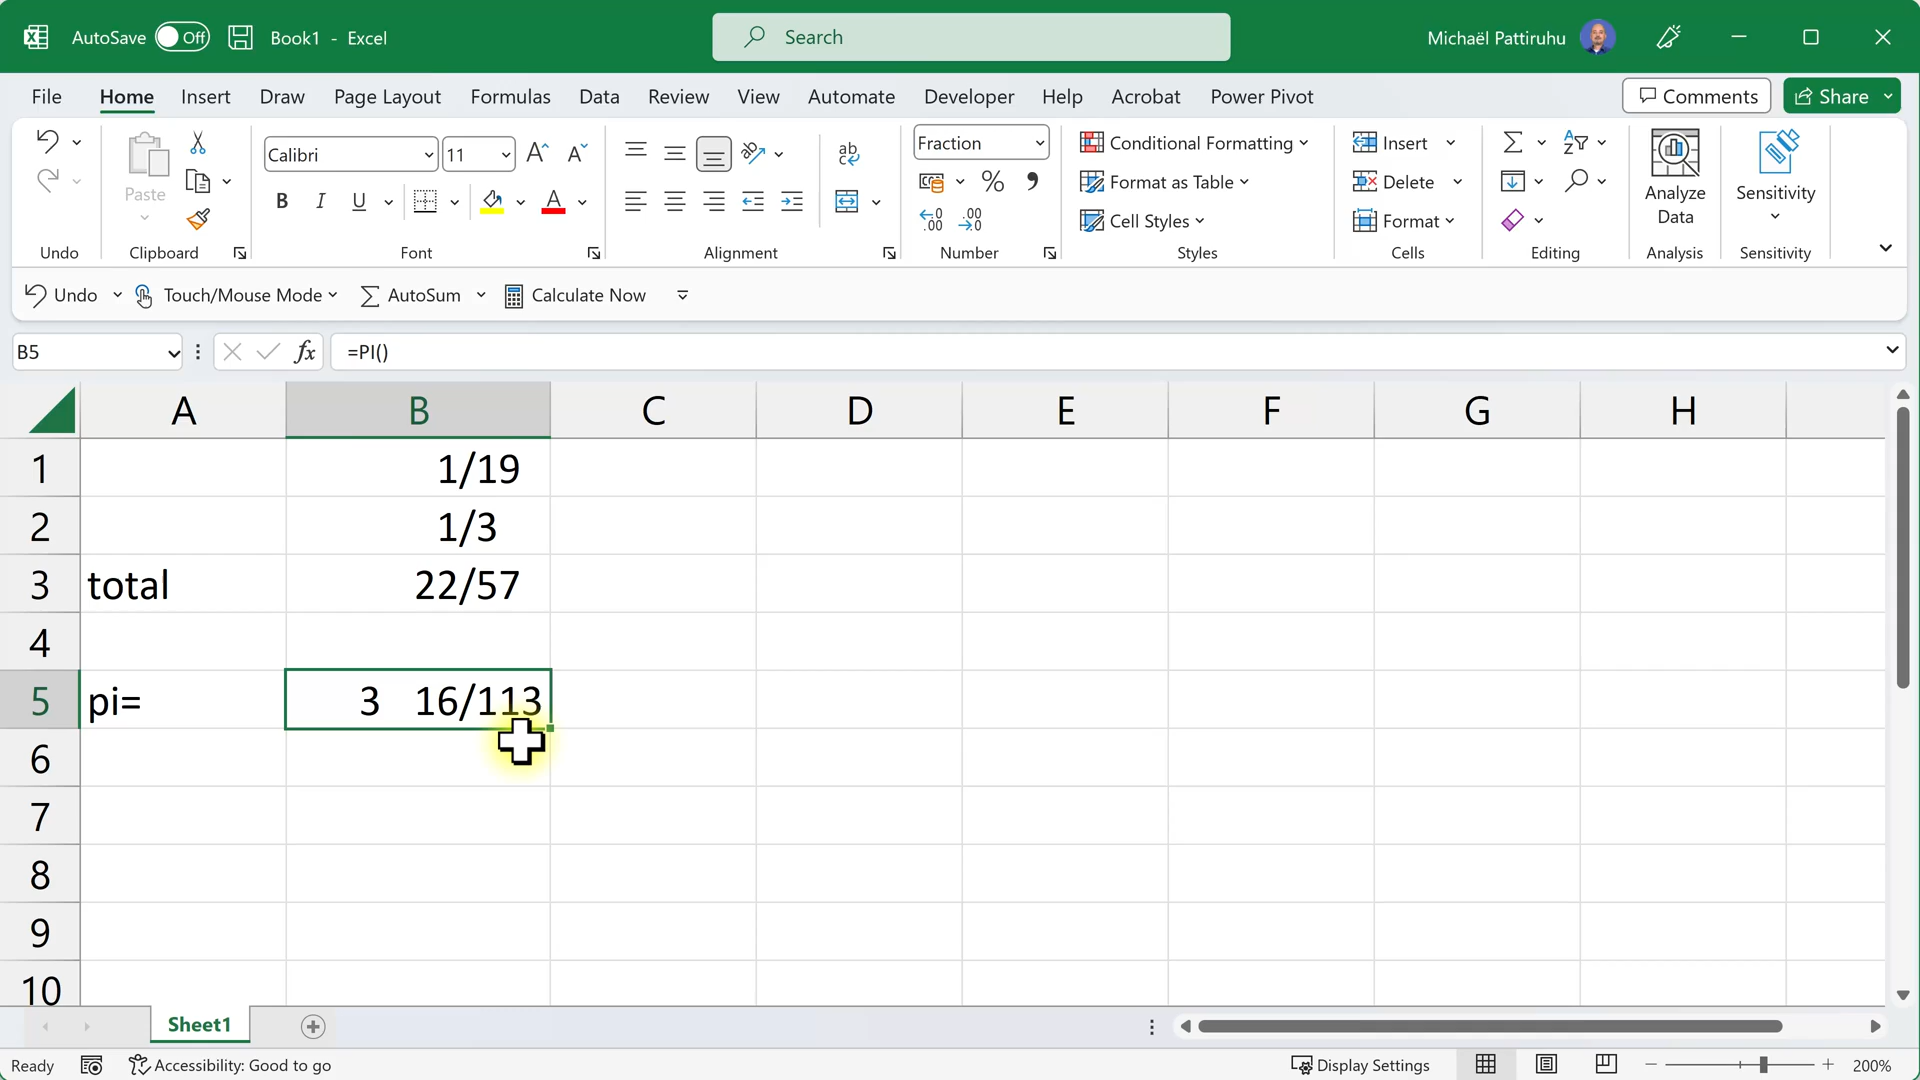 AutoSave Off Book1 - Excel Search Michaël Pattiruhu
File Home Insert Draw Page Layout Formulas Data Review View Automate Developer Help Acrobat Power Pivot Comments Share
Paste
Calibri 11
B I U
ab
Fraction
% 9
Conditional Formatting
Format as Table
Cell Styles
Insert
Delete
Format
Analyze Data
Sensitivity
Undo Clipboard Font Alignment Number Styles Cells Editing Analysis Sensitivity
Undo Touch/Mouse Mode AutoSum Calculate Now
B5 fx =PI()
A B C D E F G H
1 1/19
2 1/3
3 total 22/57
4
5 pi= 3 16/113
6
7
8
9
10
Sheet1
Ready Accessibility: Good to go Display Settings 200%